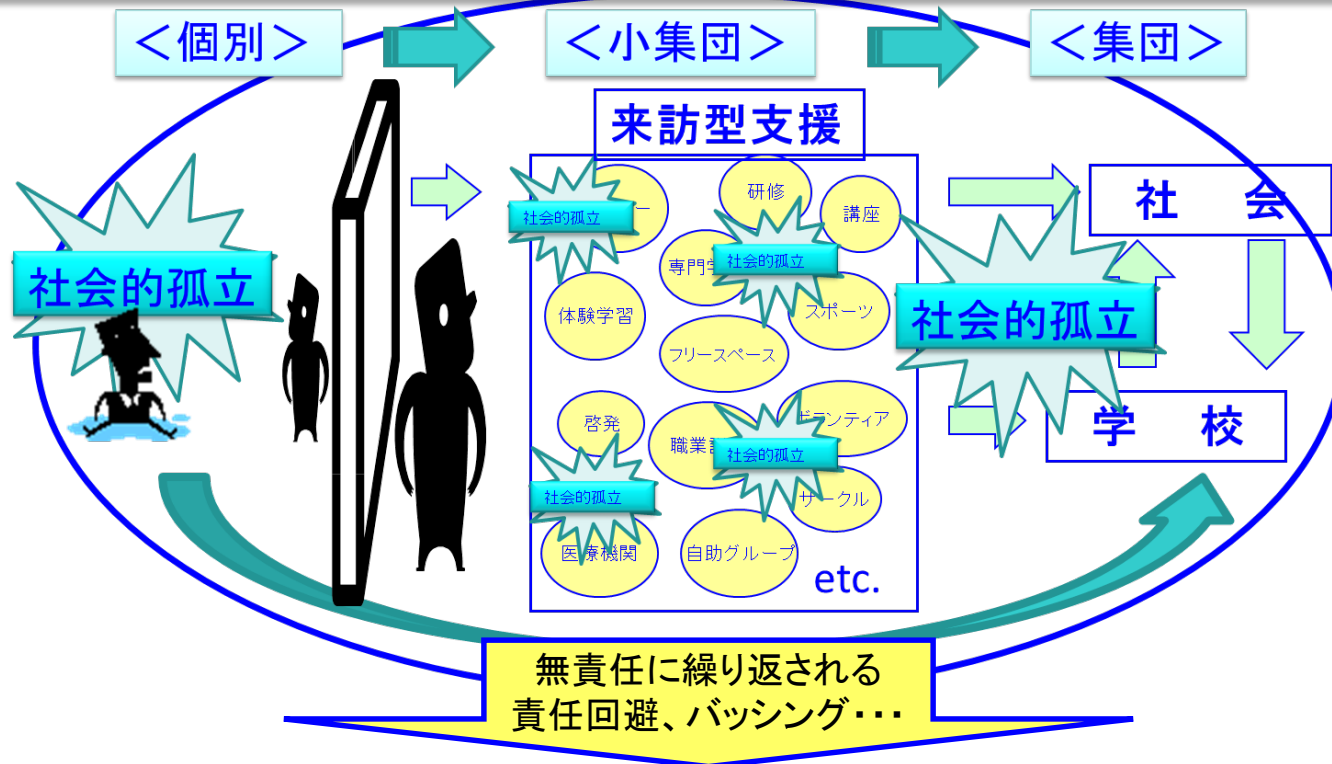 <個別>
<小集団>
<集団>
来訪型支援
社会的孤立
社会的孤立
ー
研修
講座
専門学
社会的孤立
体験学習
スポーツ
フリースペース
社会的孤立
社 会
学 校
啓発
職業
社会的孤立
ボランティア
社会的孤立
サークル
医療機関
自助グループ
etc.
無責任に繰り返される
責任回避、バッシング・・・